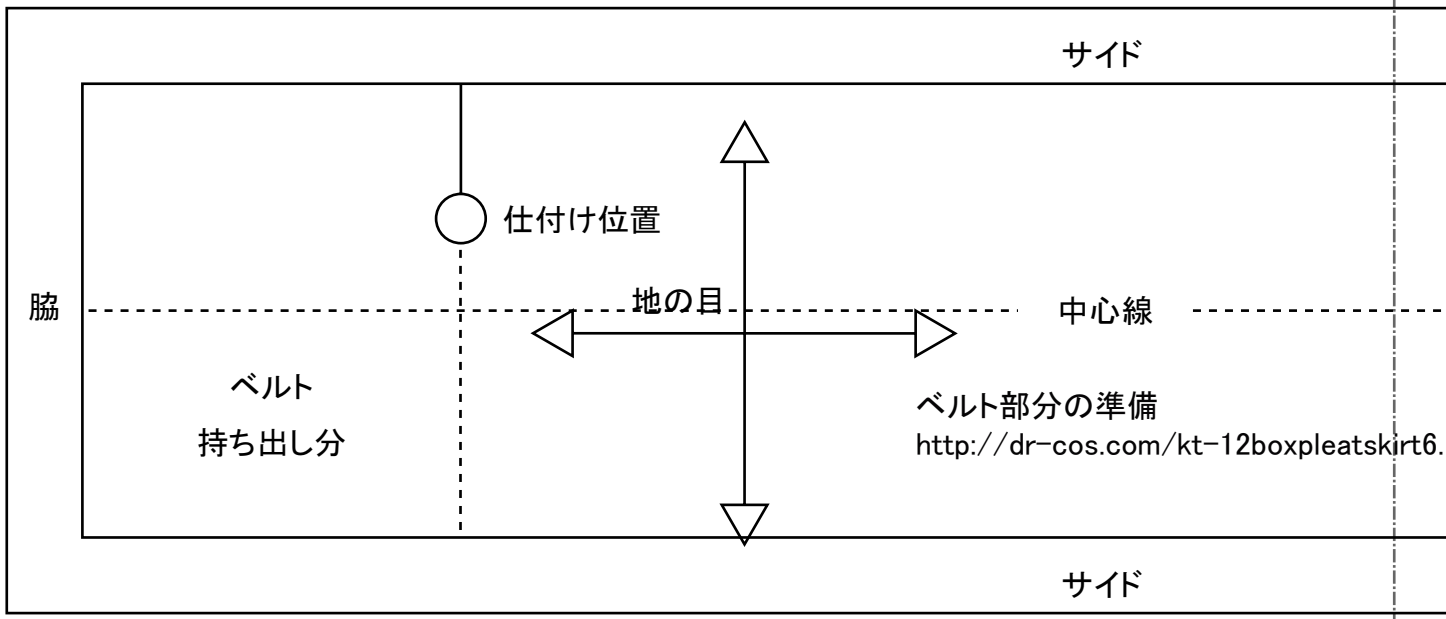 サイド
仕付け位置
地の目
脇
中心線
ベルト
持ち出し分
ベルト部分の準備
http://dr-cos.com/kt-12boxpleatskirt6.
サイド